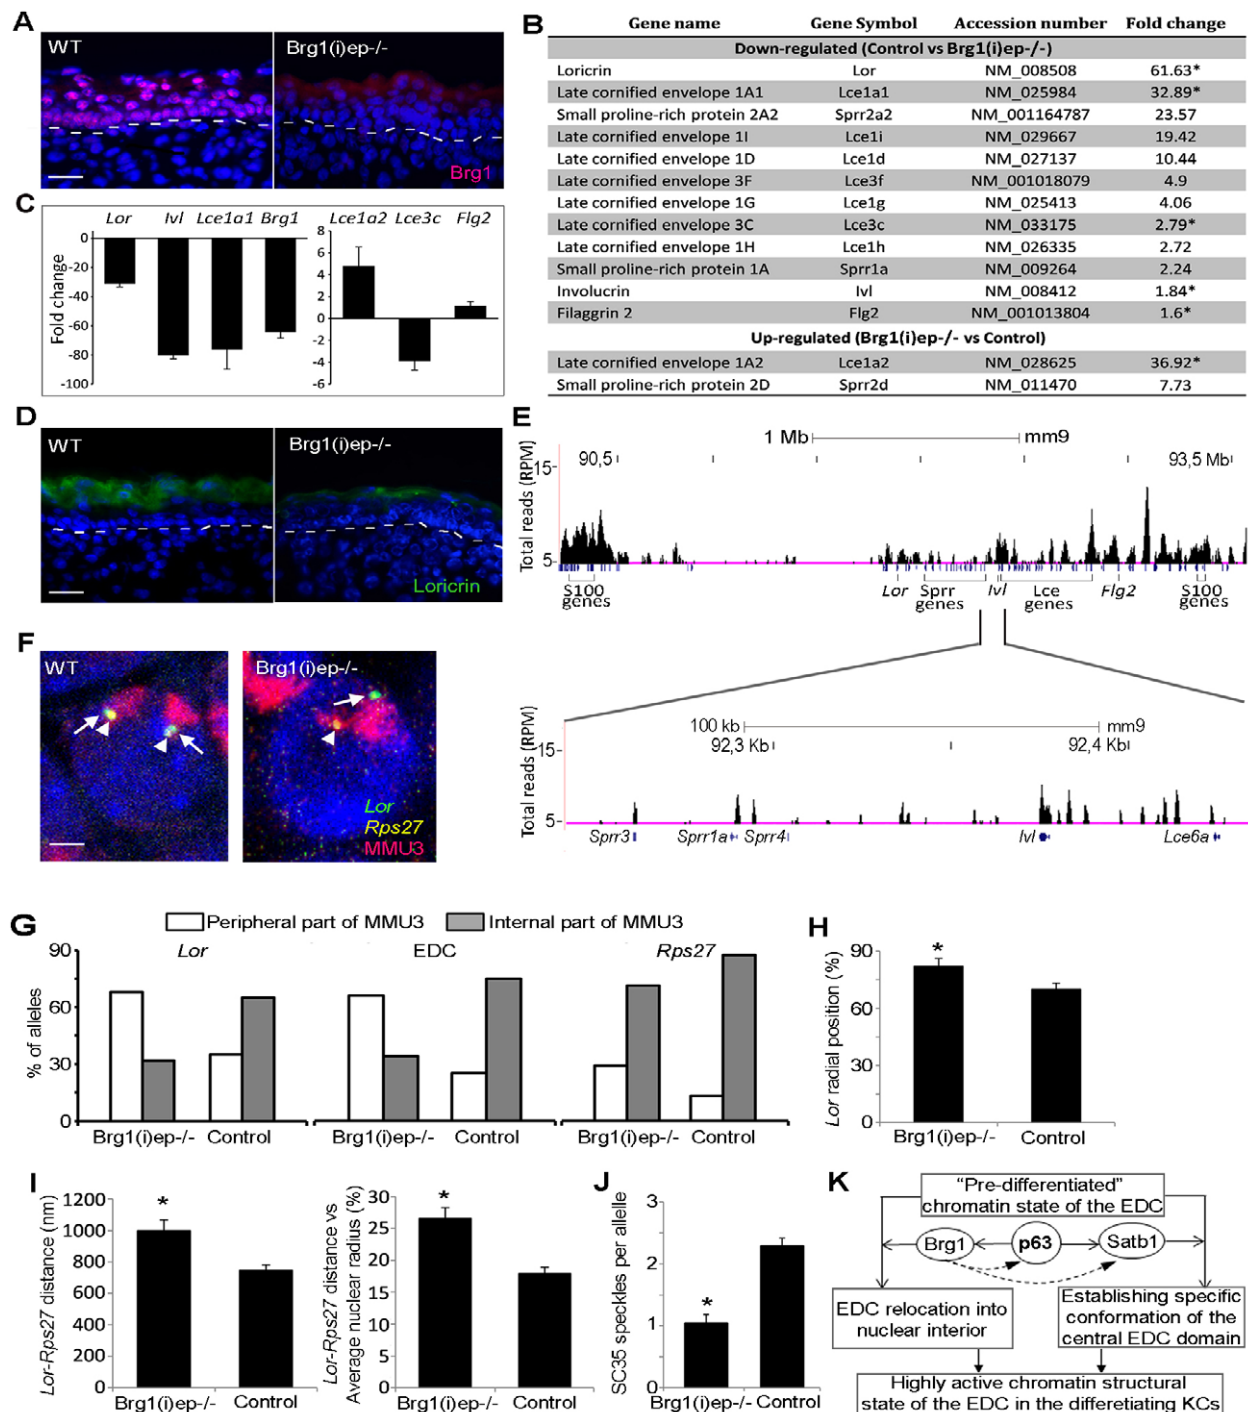 A
WT
Brg1(i)ep-/-
Brg1
B
Gene name Gene Symbol Accession number Fold change
Down-regulated (Control vs Brg1(i)ep-/-)
Loricrin Lor NM_008508 61.63*
Late cornified envelope 1A1 Lce1a1 NM_025984 32.89*
Small proline-rich protein 2A2 Sprr2a2 NM_001164787 23.57
Late cornified envelope 1I Lce1i NM_029667 19.42
Late cornified envelope 1D Lce1d NM_027137 10.44
Late cornified envelope 3F Lce3f NM_001018079 4.9
Late cornified envelope 1G Lce1g NM_025413 4.06
Late cornified envelope 3C Lce3c NM_033175 2.79*
Late cornified envelope 1H Lce1h NM_026335 2.72
Small proline-rich protein 1A Sprr1a NM_009264 2.24
Involucrin Ivl NM_008412 1.84*
Filaggrin 2 Flg2 NM_001013804 1.6*
Up-regulated (Brg1(i)ep-/- vs Control)
Late cornified envelope 1A2 Lce1a2 NM_028625 36.92*
Small proline-rich protein 2D Sprr2d NM_011470 7.73
C
Lor Ivl Lce1a1 Brg1
Fold change
0
-20
-40
-60
-80
-100
Lce1a2 Lce3c Flg2
8
6
4
2
0
-2
-4
-6
D
WT
Brg1(i)ep-/-
Loricrin
E
1 Mb mm9
90,5 93,5 Mb
Total reads (RPM)
15
5
S100 genes
Lor
Sprr genes
Ivl
Lce genes
Flg2
S100 genes
100 kb mm9
92,3 Kb 92,4 Kb
Total reads (RPM)
15
5
Sprr3 Sprr1a Sprr4 Ivl Lce6a
F
WT
Brg1(i)ep-/-
Lor
Rps27
MMU3
G
Peripheral part of MMU3 Internal part of MMU3
% of alleles
90
60
30
0
Lor EDC Rps27
Brg1(i)ep-/- Control Brg1(i)ep-/- Control Brg1(i)ep-/- Control
H
Lor radial position (%)
90
60
30
0
*
Brg1(i)ep-/- Control
I
Lor-Rps27 distance (nm)
1200
1000
800
600
400
200
0
*
Brg1(i)ep-/- Control
Lor-Rps27 distance vs
Average nuclear radius (%)
30
25
20
15
10
5
0
*
Brg1(i)ep-/- Control
J
SC35 speckles per allele
3
2
1
0
*
Brg1(i)ep-/- Control
K
"Pre-differentiated"
chromatin state of the EDC
Brg1 p63 Satb1
EDC relocation into
nuclear interior
Establishing specific
conformation of the
central EDC domain
Highly active chromatin structural
state of the EDC in the differetiating KCs